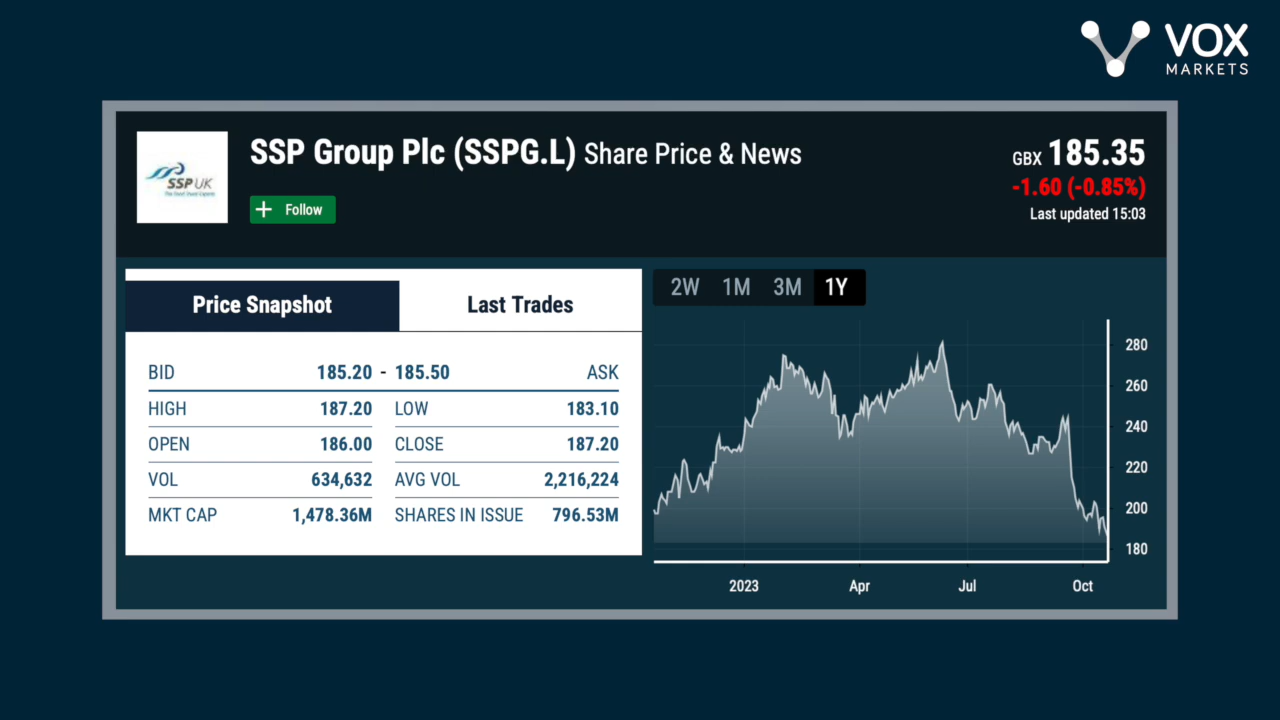 VOX
MARKETS
SSP Group Plc (SSPG.L) Share Price & News
GBX 185.35
-1.60 (-0.85%)
Last updated 15:03
SSP UK
The Food Travel Experts
+ Follow
Price Snapshot
Last Trades
BID 185.20 - 185.50 ASK
HIGH 187.20 LOW 183.10
OPEN 186.00 CLOSE 187.20
VOL 634,632 AVG VOL 2,216,224
MKT CAP 1,478.36M SHARES IN ISSUE 796.53M
2W 1M 3M 1Y
280
260
240
220
200
180
2023 Apr Jul Oct